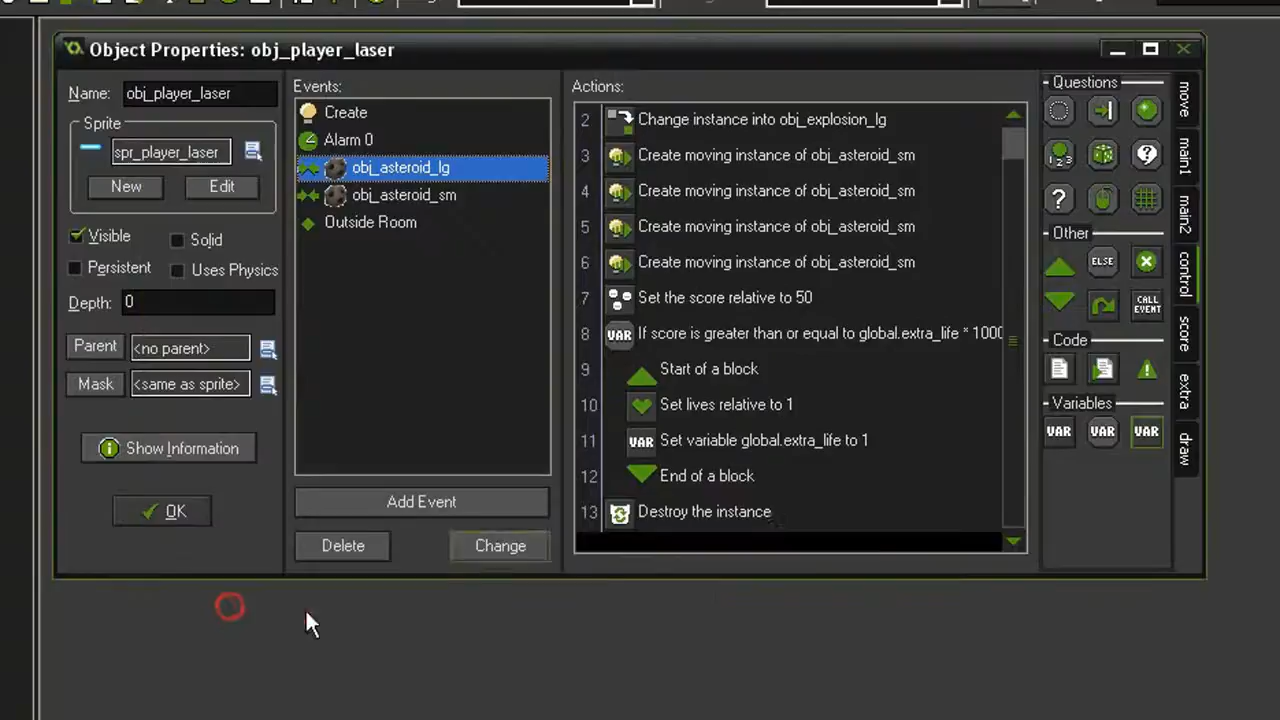 Object Properties: obj_player_laser
Name: obj_player_laser
Sprite
spr_player_laser
New
Edit
Visible
Solid
Persistent
Uses Physics
Depth: 0
Parent
<no parent>
Mask
<same as sprite>
Show Information
OK
Events:
Create
Alarm 0
obj_asteroid_lg
obj_asteroid_sm
Outside Room
Add Event
Delete
Change
Actions:
2 Change instance into obj_explosion_lg
3 Create moving instance of obj_asteroid_sm
4 Create moving instance of obj_asteroid_sm
5 Create moving instance of obj_asteroid_sm
6 Create moving instance of obj_asteroid_sm
7 Set the score relative to 50
8 VAR If score is greater than or equal to global.extra_life * 1000
9 Start of a block
10 Set lives relative to 1
11 VAR Set variable global.extra_life to 1
12 End of a block
13 Destroy the instance
Questions
1 2 3
?
?
Other
ELSE
CALL EVENT
Code
Variables
VAR VAR VAR
move
main1
main2
control
score
extra
draw